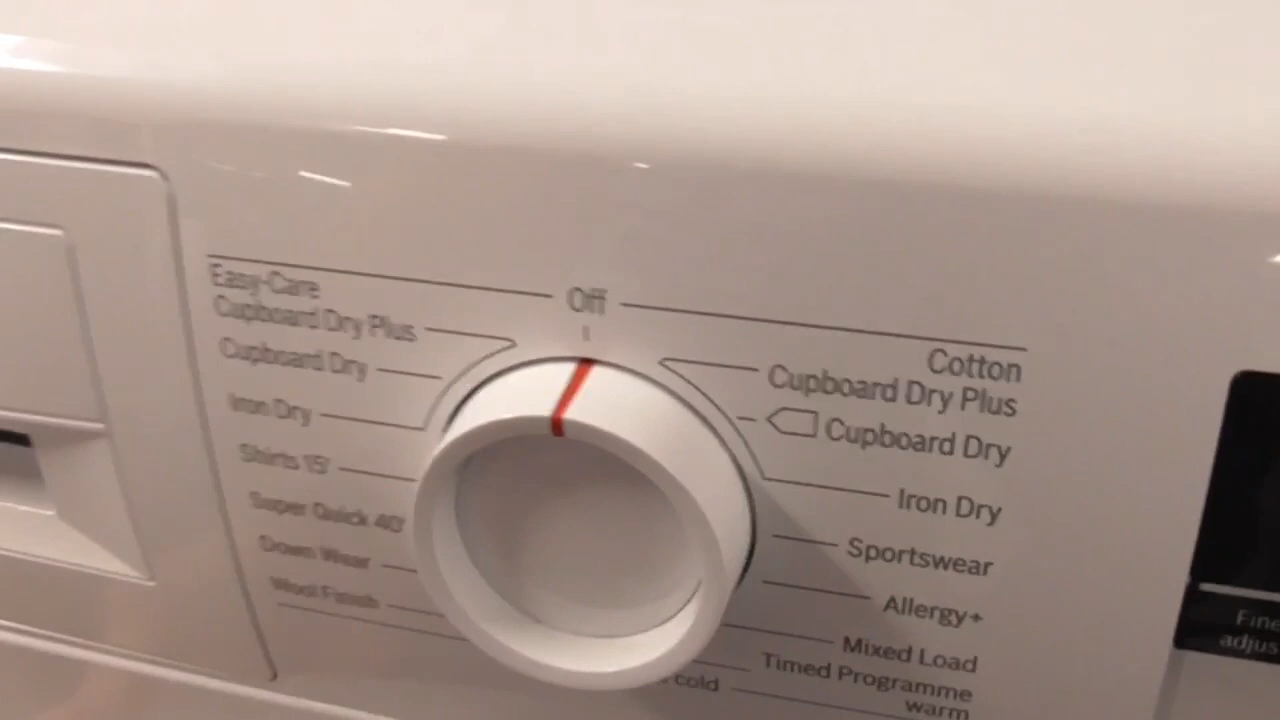 Off
Easy-Care
Cupboard Dry Plus
Cupboard Dry
Iron Dry
Shirts 15'
Super Quick 40'
Down Wear
Wool Finish
Cotton
Cupboard Dry Plus
Cupboard Dry
Iron Dry
Sportswear
Allergy+
Mixed Load
Timed Programme
warm
cold
Fine
adjus